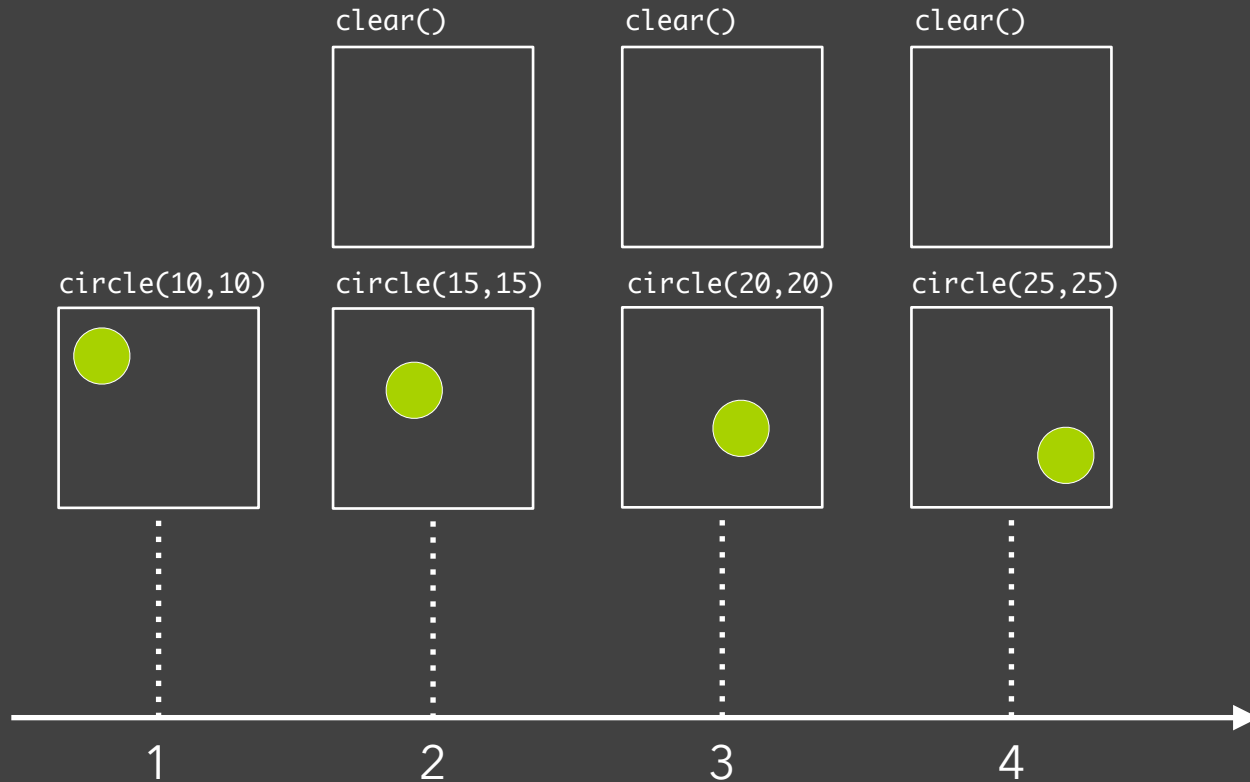 clear()
clear()
clear()
circle(10,10)
circle(15,15)
circle(20,20)
circle(25,25)
1
2
3
4